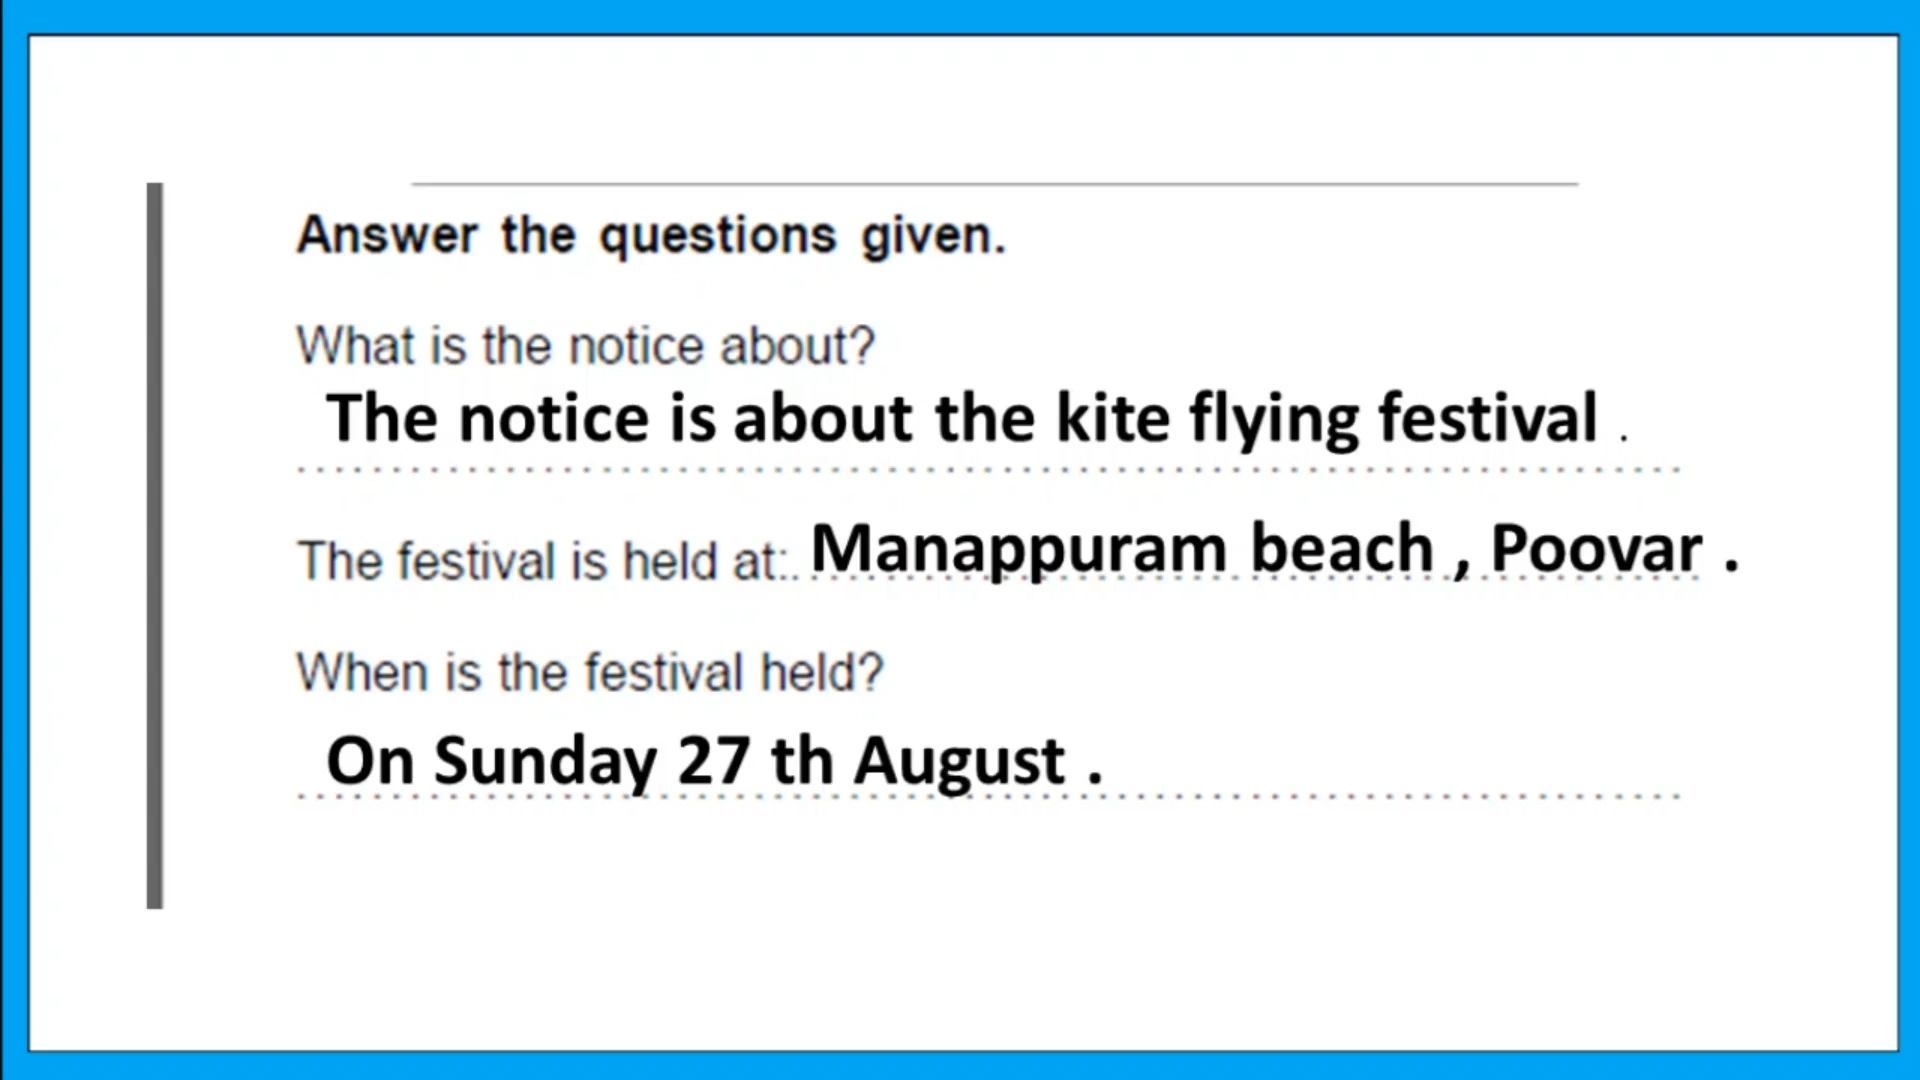 Answer the questions given.
What is the notice about?
The notice is about the kite flying festival .
The festival is held at:. Manappuram beach , Poovar .
When is the festival held?
On Sunday 27 th August .